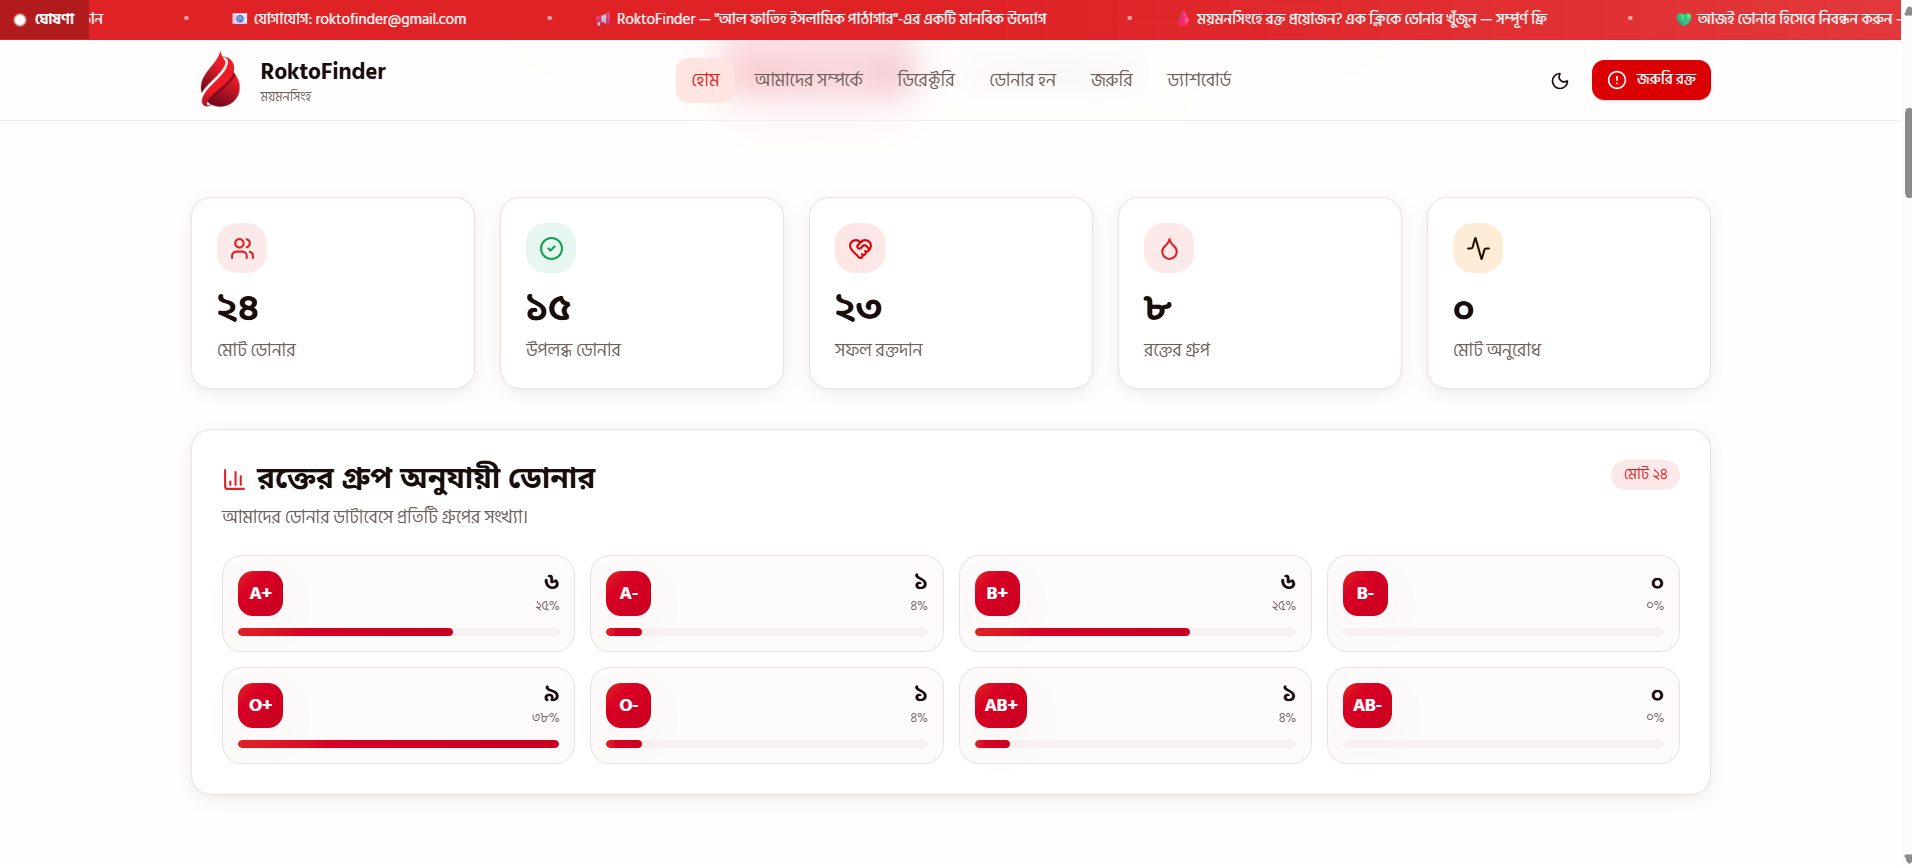 ঘোষণা
যোগাযোগ: roktofinder@gmail.com • RoktoFinder — "আল ফাতিহ ইসলামিক পাঠাগার"-এর একটি মানবিক উদ্যোগ • ময়মনসিংহে রক্ত প্রয়োজন? এক ক্লিকে ডোনার খুঁজুন — সম্পূর্ণ ফ্রি • আজই ডোনার হিসেবে নিবন্ধন করুন -
RoktoFinder
ময়মনসিংহ
হোম আমাদের সম্পর্কে ডিরেক্টরি ডোনার হন জরুরি ড্যাশবোর্ড
জরুরি রক্ত
২৪
মোট ডোনার
১৫
উপলব্ধ ডোনার
২৩
সফল রক্তদান
৮
রক্তের গ্রুপ
০
মোট অনুরোধ
রক্তের গ্রুপ অনুযায়ী ডোনার
মোট ২৪
আমাদের ডোনার ডাটাবেসে প্রতিটি গ্রুপের সংখ্যা।
A+ ৬
২৫%
A- ১
৪%
B+ ৬
২৫%
B- ০
০%
O+ ৯
৩৮%
O- ১
৪%
AB+ ১
৪%
AB- ০
০%